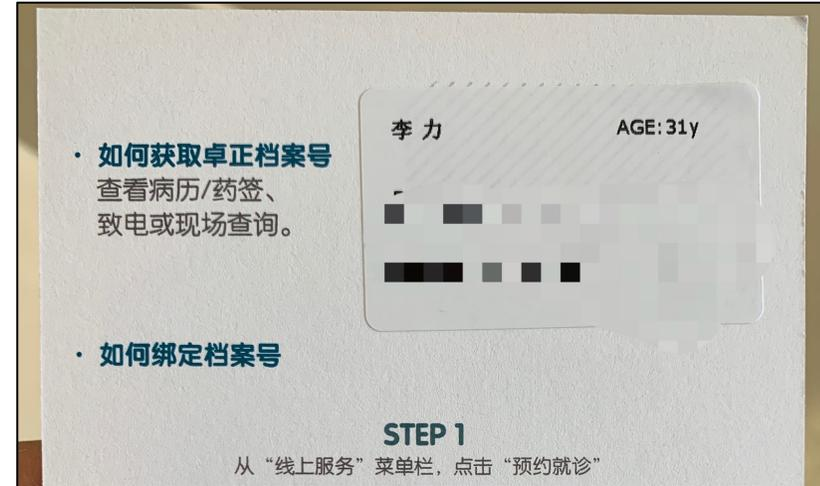 李 力 AGE:31y
· 如何获取卓正档案号
查看病历/药签、
致电或现场查询。
· 如何绑定档案号
STEP 1
从“线上服务”菜单栏，点击“预约就诊”